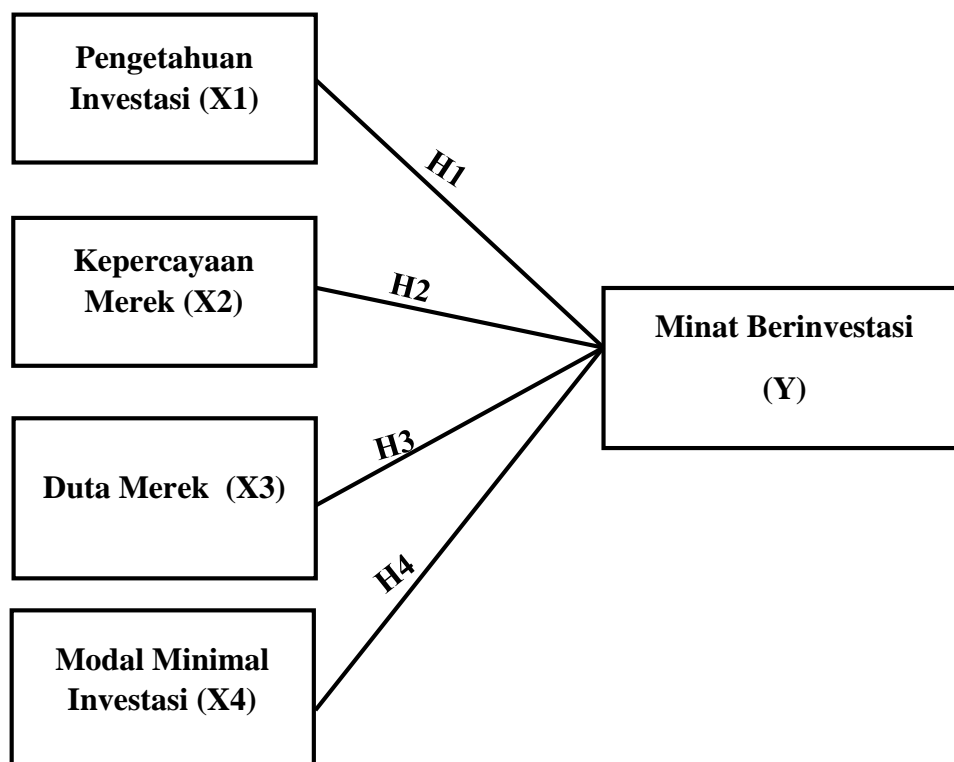 Pengetahuan
Investasi (X1)
H1
Kepercayaan
Merek (X2)
H2
Minat Berinvestasi
(Y)
Duta Merek  (X3)
H3
H4
Modal Minimal
Investasi (X4)